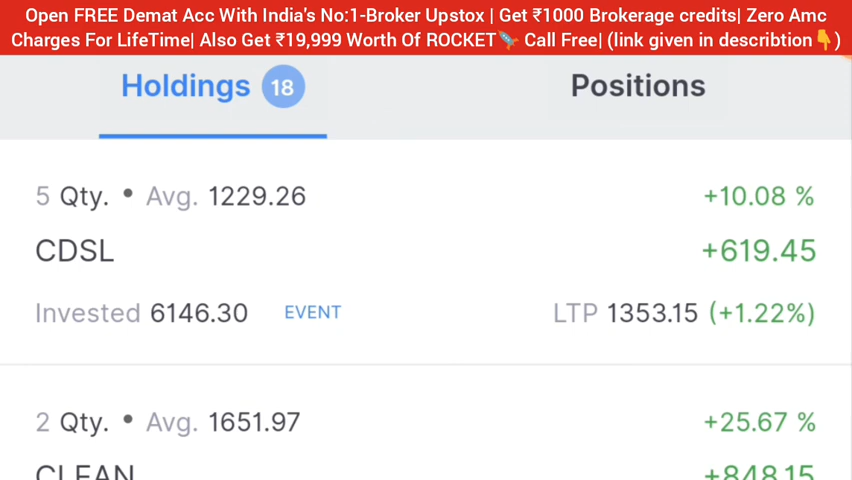 Open FREE Demat Acc With India's No:1-Broker Upstox | Get ₹1000 Brokerage credits| Zero Amc
Charges For LifeTime| Also Get ₹19,999 Worth Of ROCKET🚀 Call Free| (link given in describtion👇)
Holdings 18 Positions
5 Qty. • Avg. 1229.26 +10.08 %
CDSL +619.45
Invested 6146.30 EVENT LTP 1353.15 (+1.22%)
2 Qty. • Avg. 1651.97 +25.67 %
CLEAN +848.15